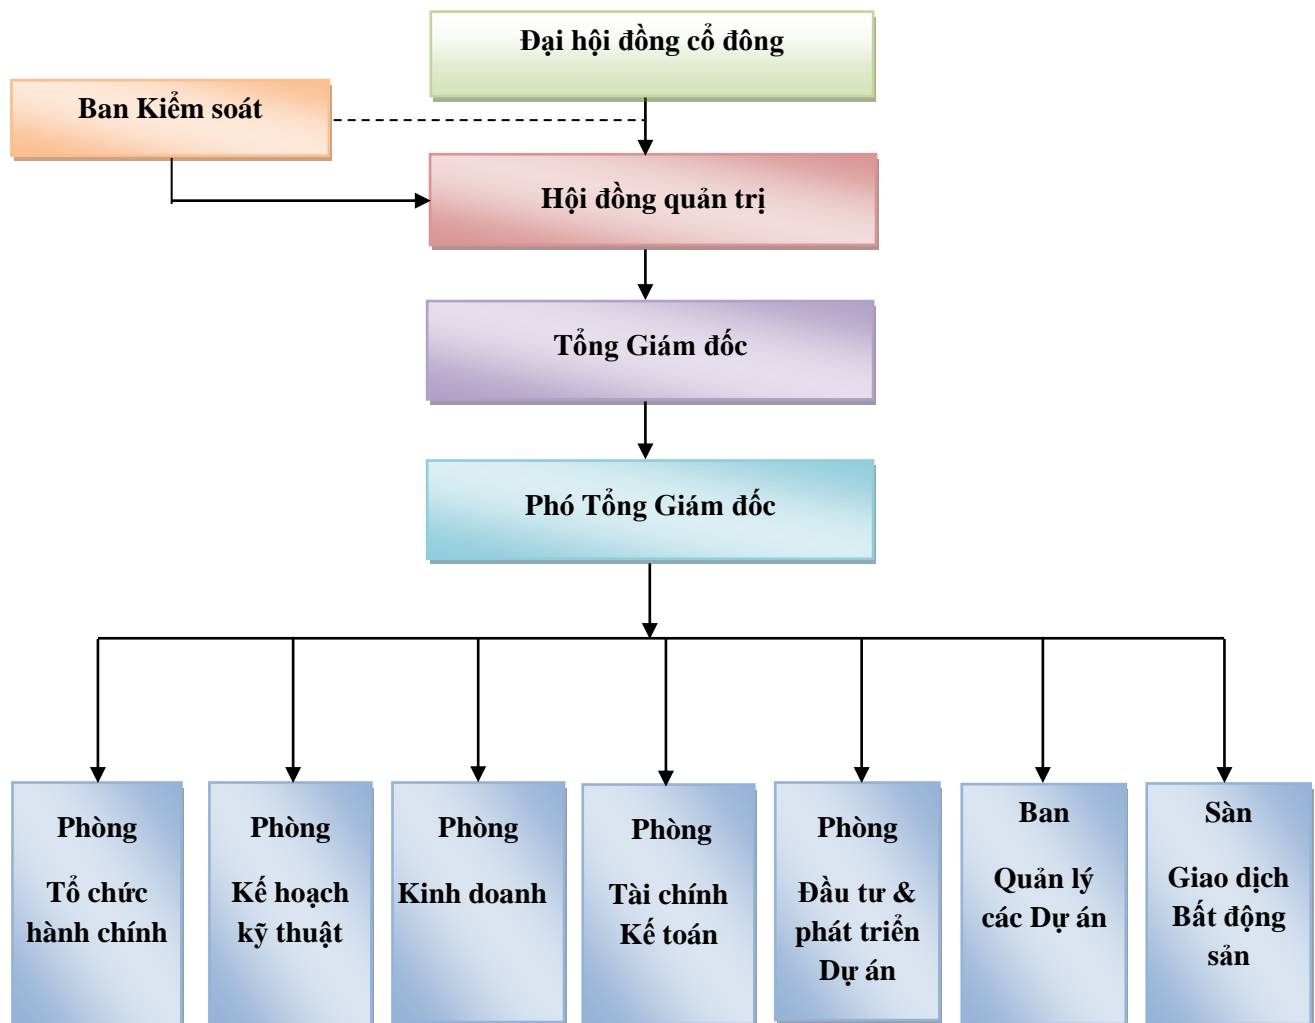 Đại hội đồng cổ đông
Ban Kiểm soát
Hội đồng quản trị
Tổng Giám đốc
Phó Tổng Giám đốc
Phòng
Tổ chức
hành chính
Phòng
Kế hoạch
kỹ thuật
Phòng
Kinh doanh
Phòng
Tài chính
Kế toán
Phòng
Đầu tư &
phát triển
Dự án
Ban
Quản lý
các Dự án
Sàn
Giao dịch
Bất động
sản